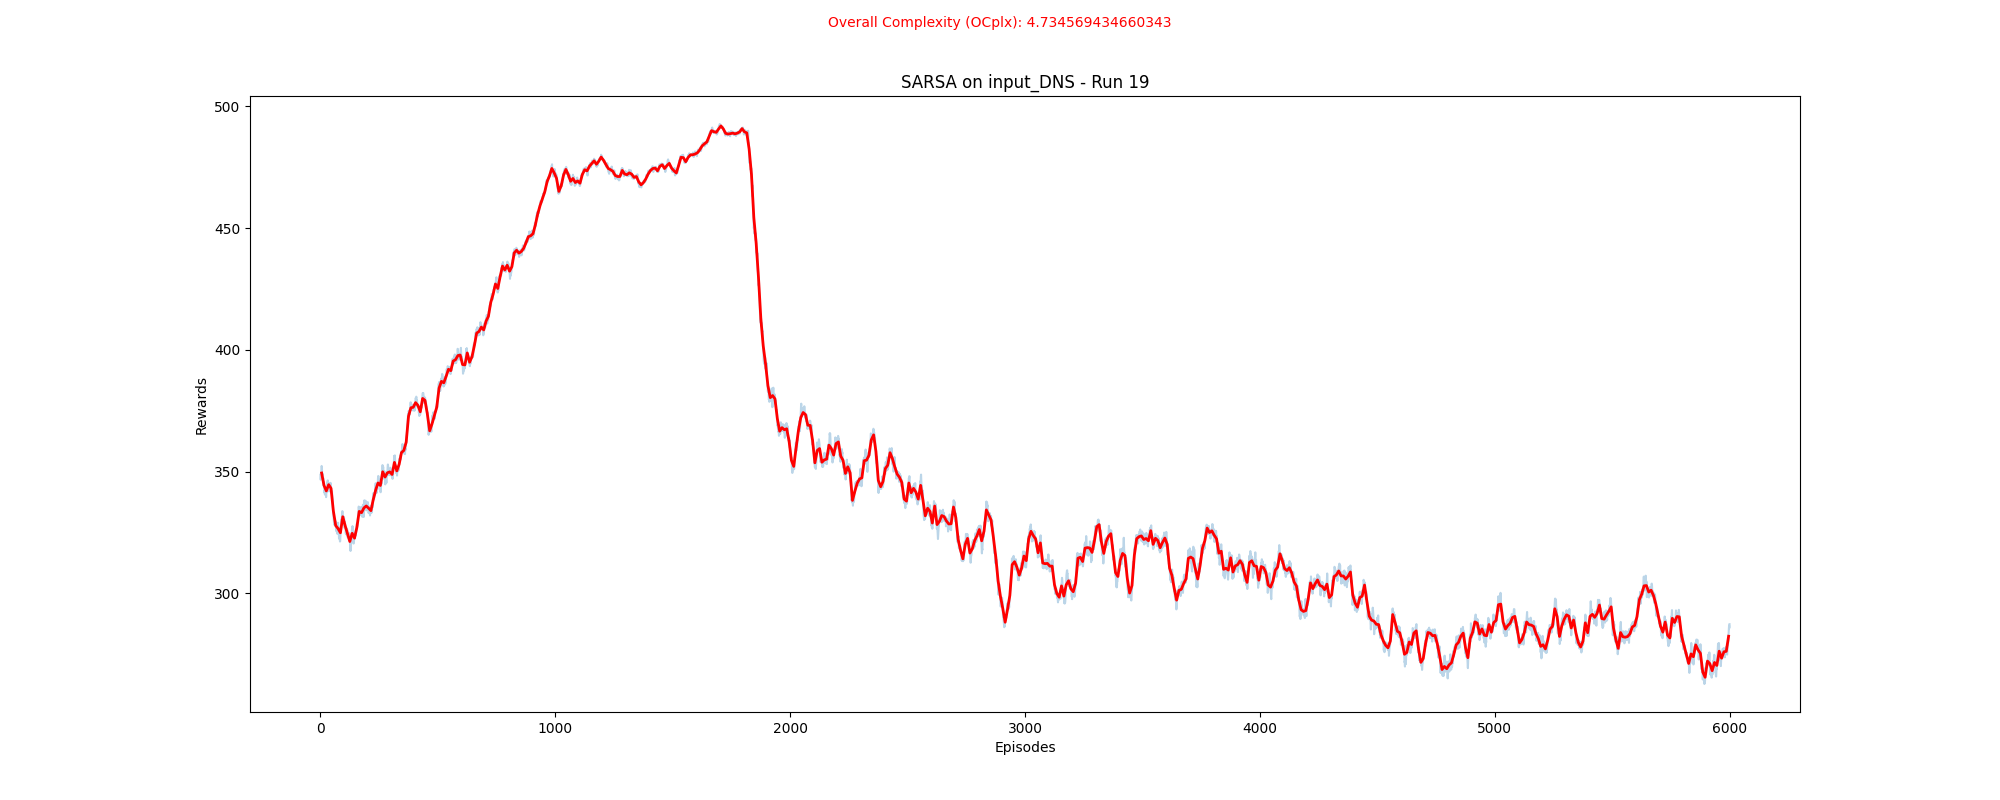 Overall Complexity (OCplx): 4.734569434660343
SARSA on input_DNS - Run 19
500
450
400
350
300
Rewards
0 1000 2000 3000 4000 5000 6000
Episodes